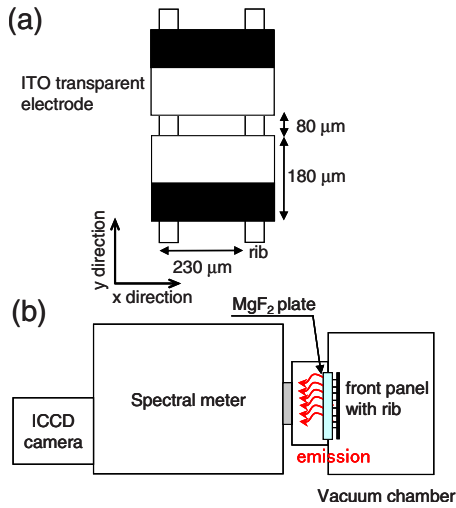 (a)
ITO transparent
electrode
80 μm
180 μm
y direction
x direction
230 μm
rib
(b)
MgF₂ plate
Spectral meter
ICCD
camera
front panel
with rib
emission
Vacuum chamber